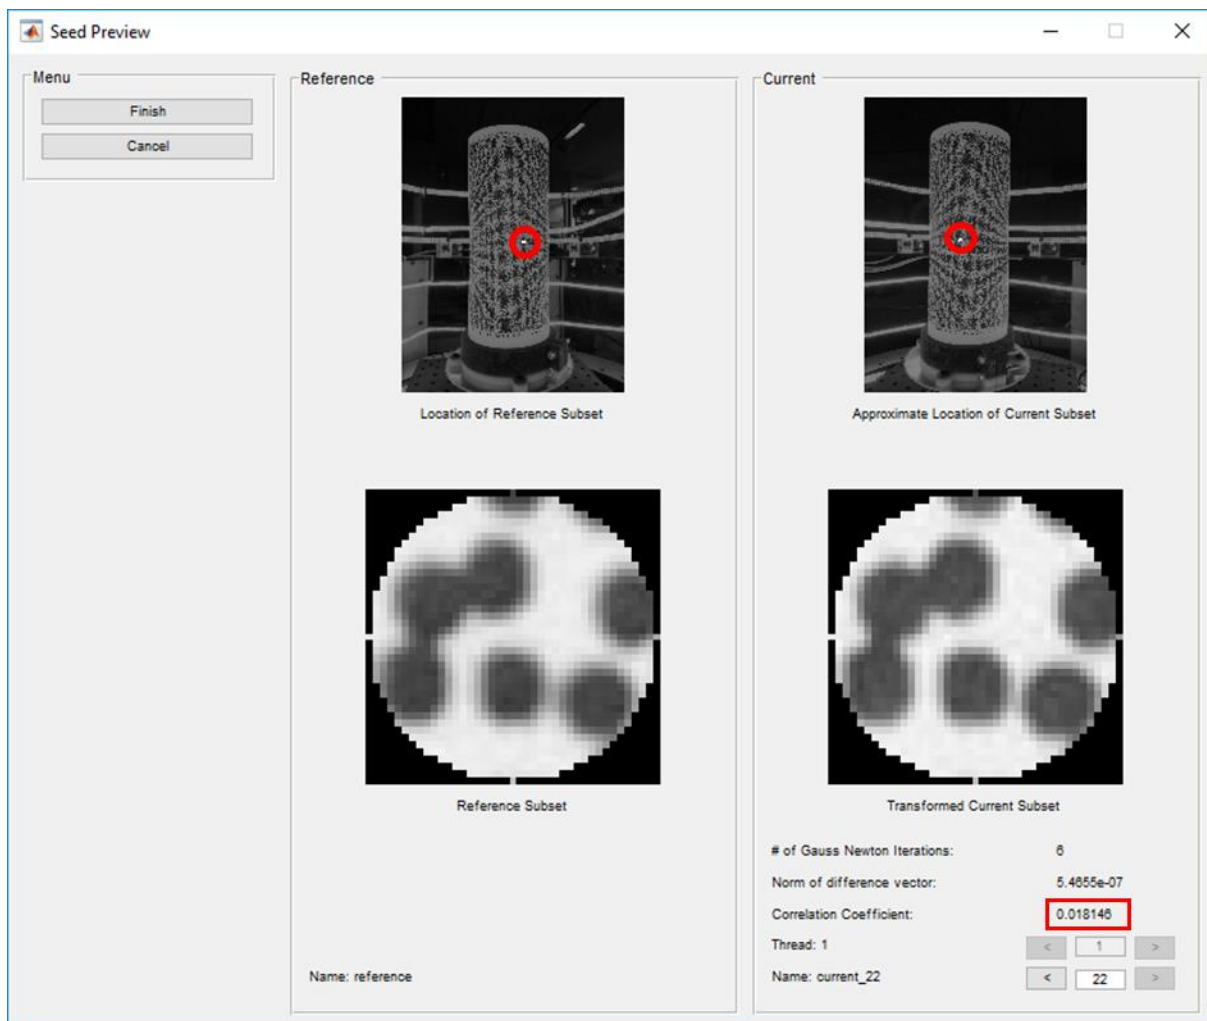 Seed Preview
Menu
Finish
Cancel
Reference
Location of Reference Subset
Reference Subset
Name: reference
Current
Approximate Location of Current Subset
Transformed Current Subset
# of Gauss Newton Iterations: 6
Norm of difference vector: 5.4655e-07
Correlation Coefficient: 0.018146
Thread: 1 < 1 >
Name: current_22 < 22 >